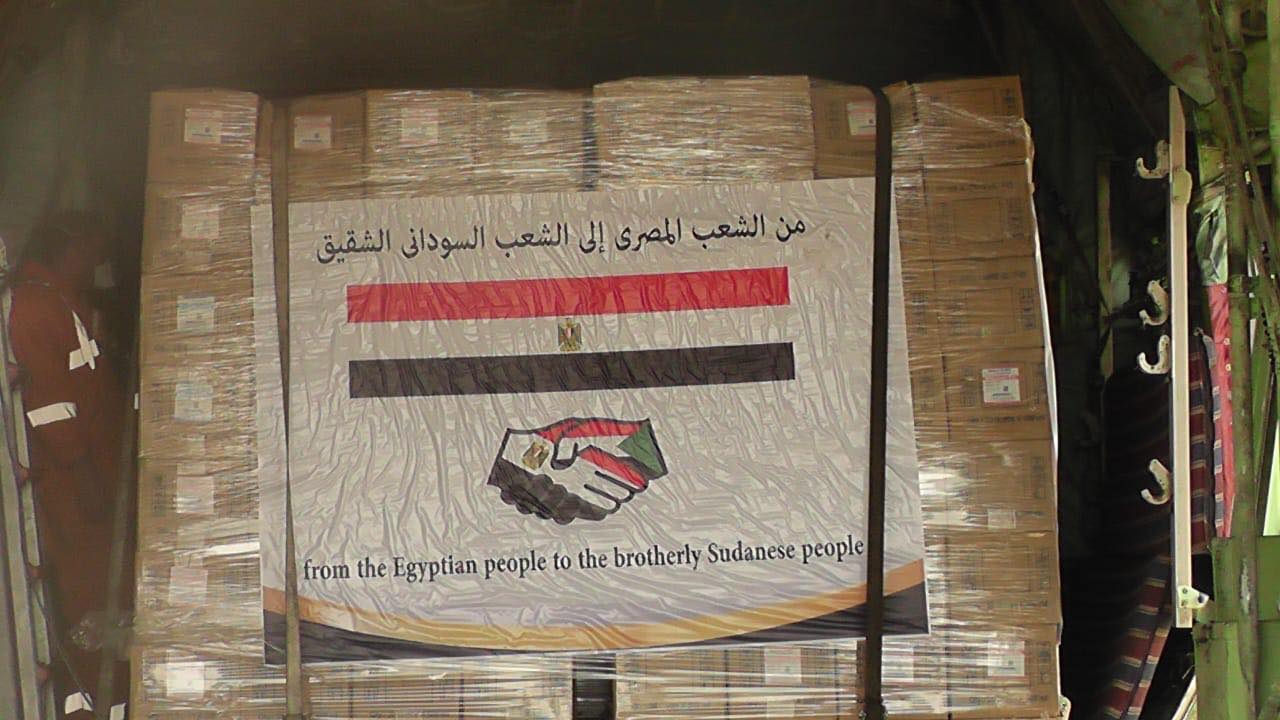 من الشعب المصرى إلى الشعب السودانى الشقيق
from the Egyptian people to the brotherly Sudanese people